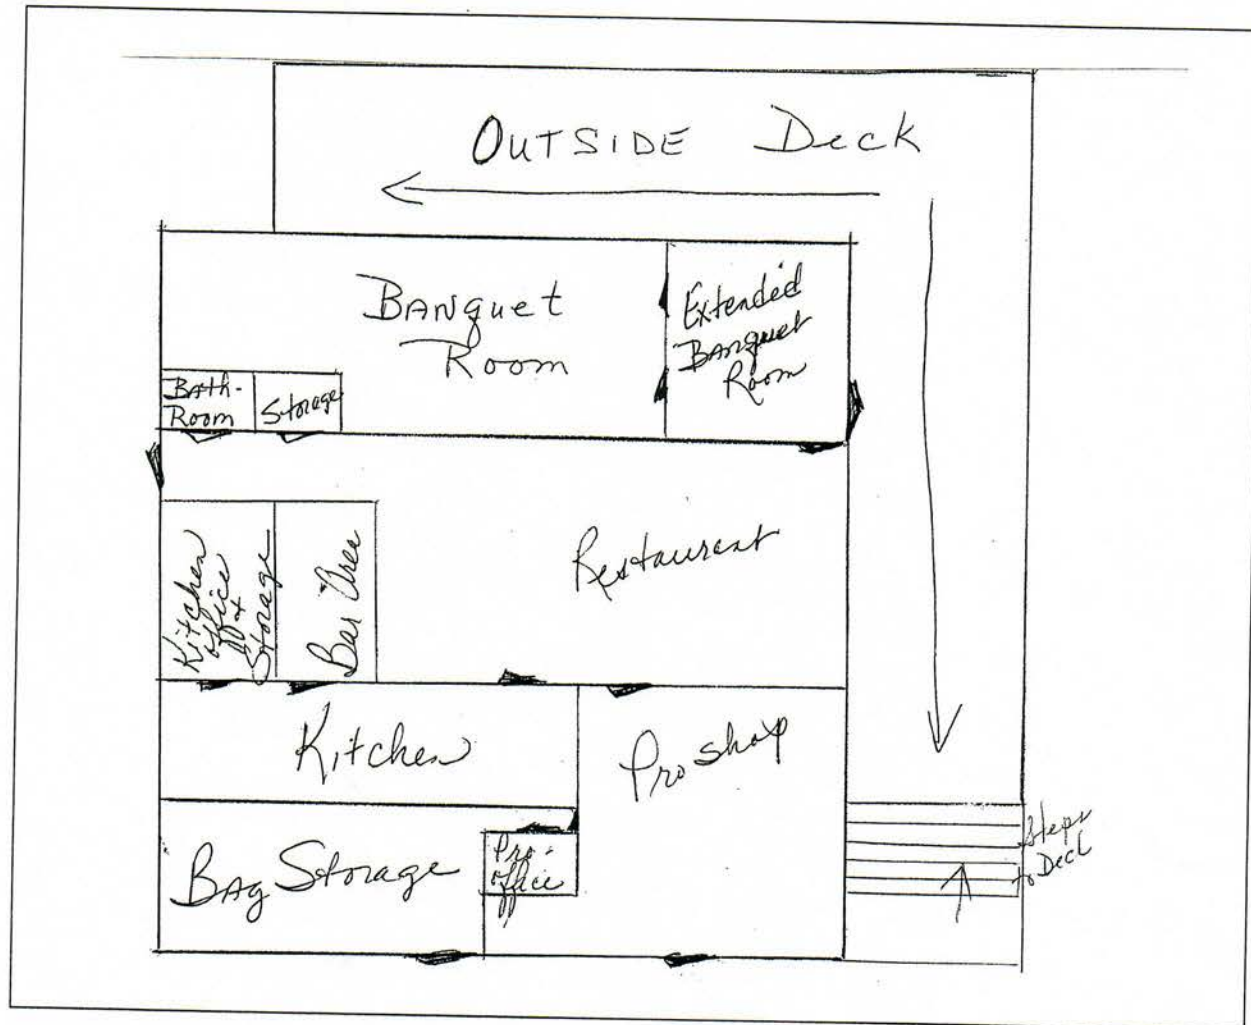 OUTSIDE Deck
BANquet
Room
Extended
BANquet
Room
BAth-
Room
Storage
Kitchen
office
&
Storage
Bar Area
Restaurant
Kitchen
Pro shop
BAg Storage
Pro-
office
Steps
to Deck